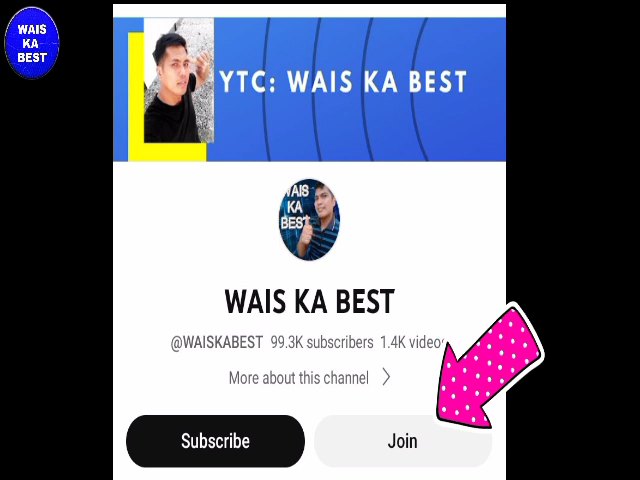 WAIS
KA
BEST
YTC: WAIS KA BEST
WAIS
KA
BEST
WAIS KA BEST
@WAISKABEST 99.3K subscribers 1.4K videos
More about this channel
Subscribe
Join